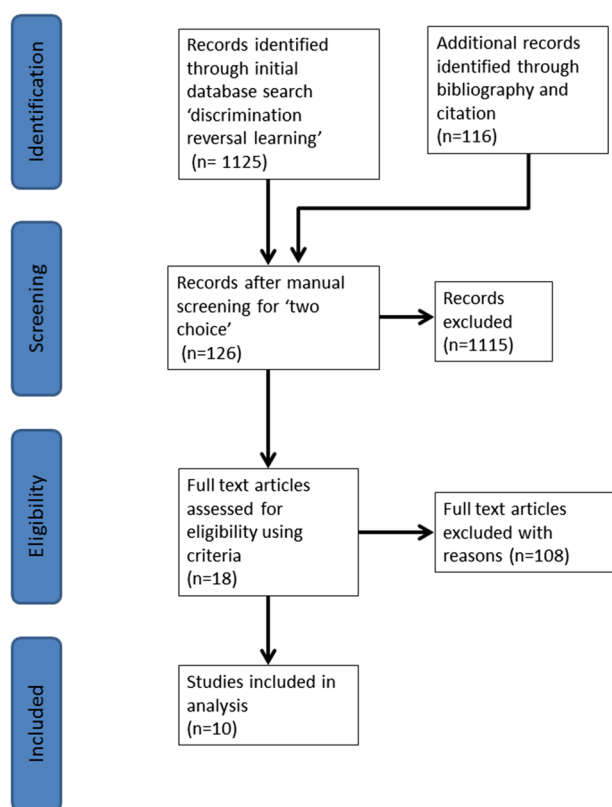 Identification
Records identified
through initial
database search
‘discrimination
reversal learning’
(n= 1125)
Additional records
identified through
bibliography and
citation
(n=116)
Screening
Records after manual
screening for ‘two
choice’
(n=126)
Records
excluded
(n=1115)
Eligibility
Full text articles
assessed for
eligibility using
criteria
(n=18)
Full text articles
excluded with
reasons (n=108)
Included
Studies included in
analysis
(n=10)